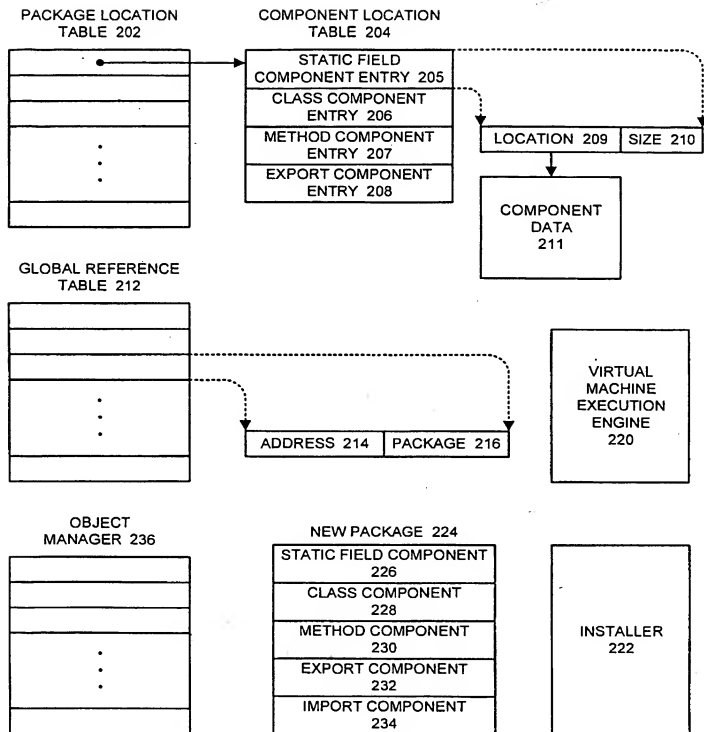 PACKAGE LOCATION
TABLE 202
COMPONENT LOCATION
TABLE 204
STATIC FIELD
COMPONENT ENTRY 205
CLASS COMPONENT
ENTRY 206
METHOD COMPONENT
ENTRY 207
EXPORT COMPONENT
ENTRY 208
LOCATION 209
SIZE 210
COMPONENT
DATA
211
GLOBAL REFERENCE
TABLE 212
ADDRESS 214
PACKAGE 216
VIRTUAL
MACHINE
EXECUTION
ENGINE
220
OBJECT
MANAGER 236
NEW PACKAGE 224
STATIC FIELD COMPONENT
226
CLASS COMPONENT
228
METHOD COMPONENT
230
EXPORT COMPONENT
232
IMPORT COMPONENT
234
INSTALLER
222